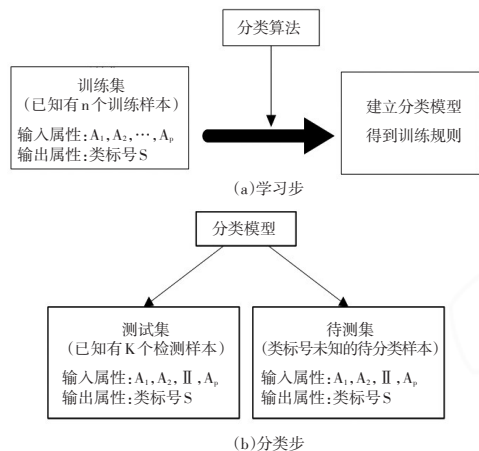 分类算法
训练集
(已知有n个训练样本)
输入属性:A₁,A₂,…,Aₚ
输出属性:类标号S
建立分类模型
得到训练规则
(a)学习步
分类模型
测试集
(已知有K个检测样本)
输入属性:A₁,A₂,Ⅱ,Aₚ
输出属性:类标号S
待测集
(类标号未知的待分类样本)
输入属性:A₁,A₂,Ⅱ,Aₚ
输出属性:类标号S
(b)分类步